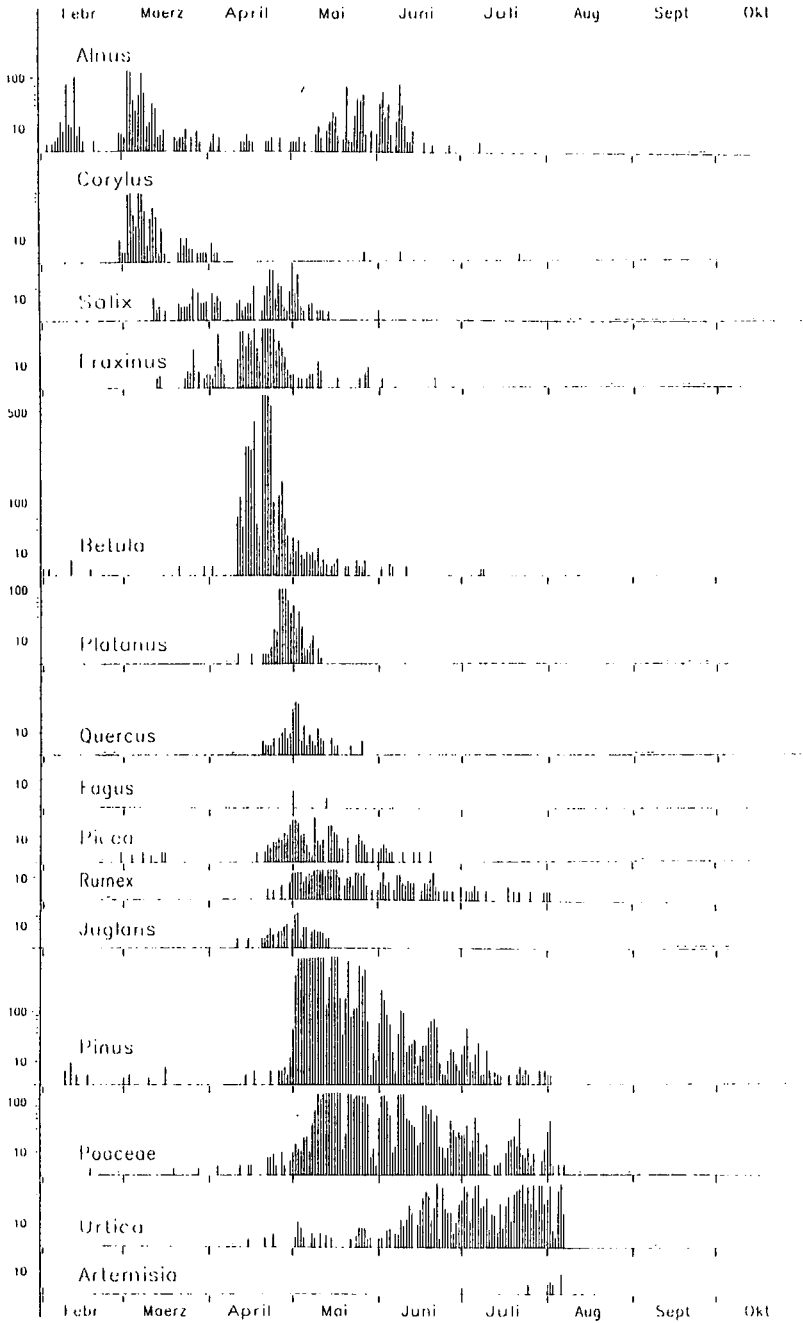 Febr Maerz April Mai Juni Juli Aug Sept Okt
Alnus
100
10
Corylus
10
Salix
10
Fraxinus
10
500
100
Betula
10
100
Platanus
10
Quercus
10
Fagus
10
Picea
10
Rumex
10
Juglans
10
100
Pinus
10
100
Poaceae
10
Urtica
10
Artemisia
10
Febr Maerz April Mai Juni Juli Aug Sept Okt